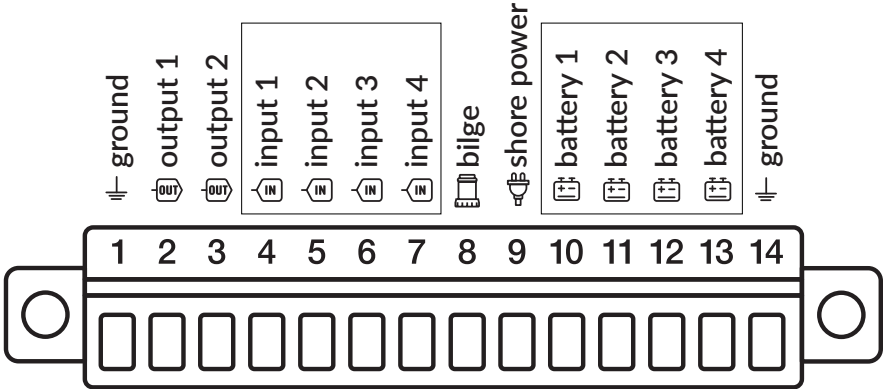 ground
output 1
output 2
input 1
input 2
input 3
input 4
bilge
shore power
battery 1
battery 2
battery 3
battery 4
ground
OUT OUT IN IN IN IN
1 2 3 4 5 6 7 8 9 10 11 12 13 14